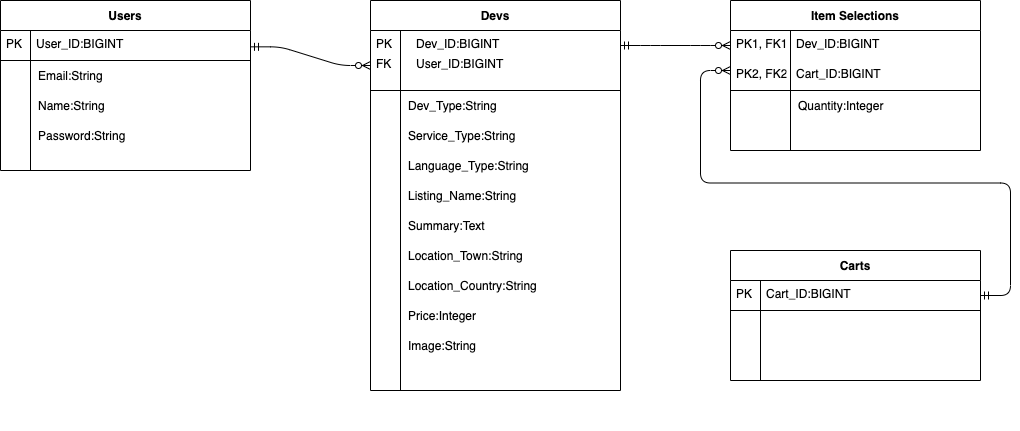 Users
PK User_ID:BIGINT
Email:String
Name:String
Password:String
Devs
PK Dev_ID:BIGINT
FK User_ID:BIGINT
Dev_Type:String
Service_Type:String
Language_Type:String
Listing_Name:String
Summary:Text
Location_Town:String
Location_Country:String
Price:Integer
Image:String
Item Selections
PK1, FK1 Dev_ID:BIGINT
PK2, FK2 Cart_ID:BIGINT
Quantity:Integer
Carts
PK Cart_ID:BIGINT